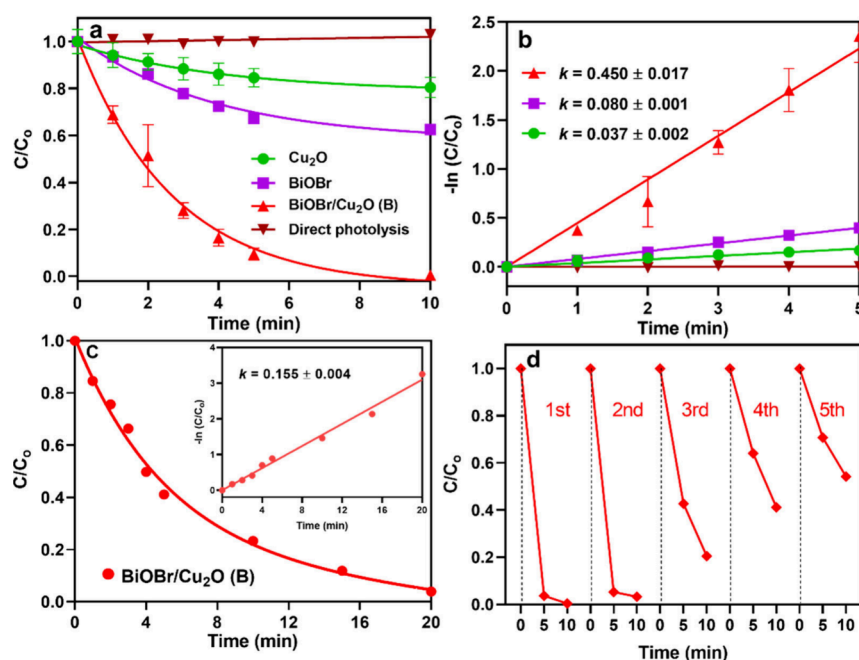 a
C/Co
1.0
0.8
0.6
0.4
0.2
0.0
Cu2O
BiOBr
BiOBr/Cu2O (B)
Direct photolysis
0 2 4 6 8 10
Time (min)
b
-ln (C/Co)
2.5
2.0
1.5
1.0
0.5
0.0
k = 0.450 ± 0.017
k = 0.080 ± 0.001
k = 0.037 ± 0.002
0 1 2 3 4 5
Time (min)
c
C/Co
1.0
0.8
0.6
0.4
0.2
0.0
k = 0.155 ± 0.004
-ln (C/Co)
4
3
2
1
0
0 4 8 12 16 20
Time (min)
BiOBr/Cu2O (B)
0 4 8 12 16 20
Time (min)
d
C/Co
1.0
0.8
0.6
0.4
0.2
0.0
1st 2nd 3rd 4th 5th
0 5 10 0 5 10 0 5 10 0 5 10 0 5 10
Time (min)